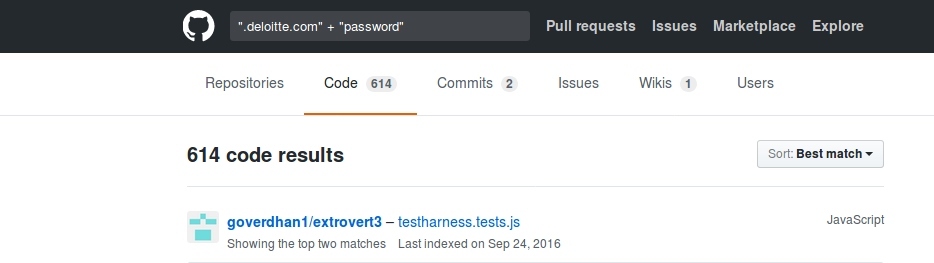 ".deloitte.com" + "password" Pull requests Issues Marketplace Explore
Repositories Code 614 Commits 2 Issues Wikis 1 Users
614 code results Sort: Best match
goverdhan1/extrovert3 – testharness.tests.js JavaScript
Showing the top two matches Last indexed on Sep 24, 2016